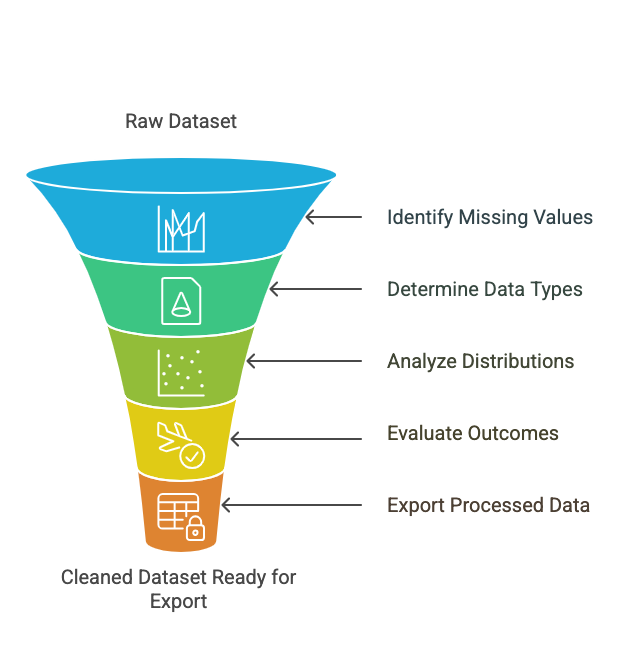 Raw Dataset
Identify Missing Values
Determine Data Types
Analyze Distributions
Evaluate Outcomes
Export Processed Data
Cleaned Dataset Ready for
Export